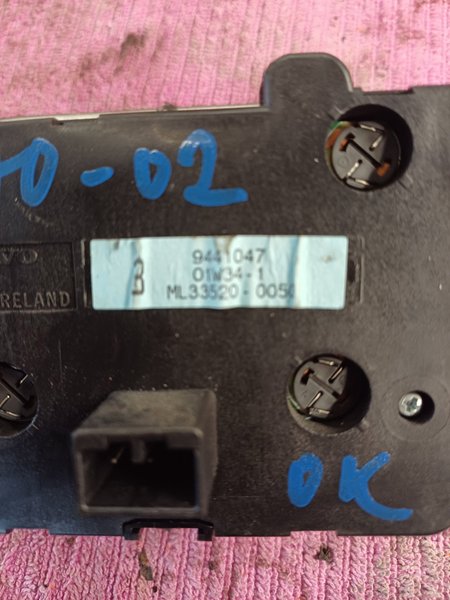 0-02
9441047
01W34-1
B
ML33520-005
VO
RELAND
OK